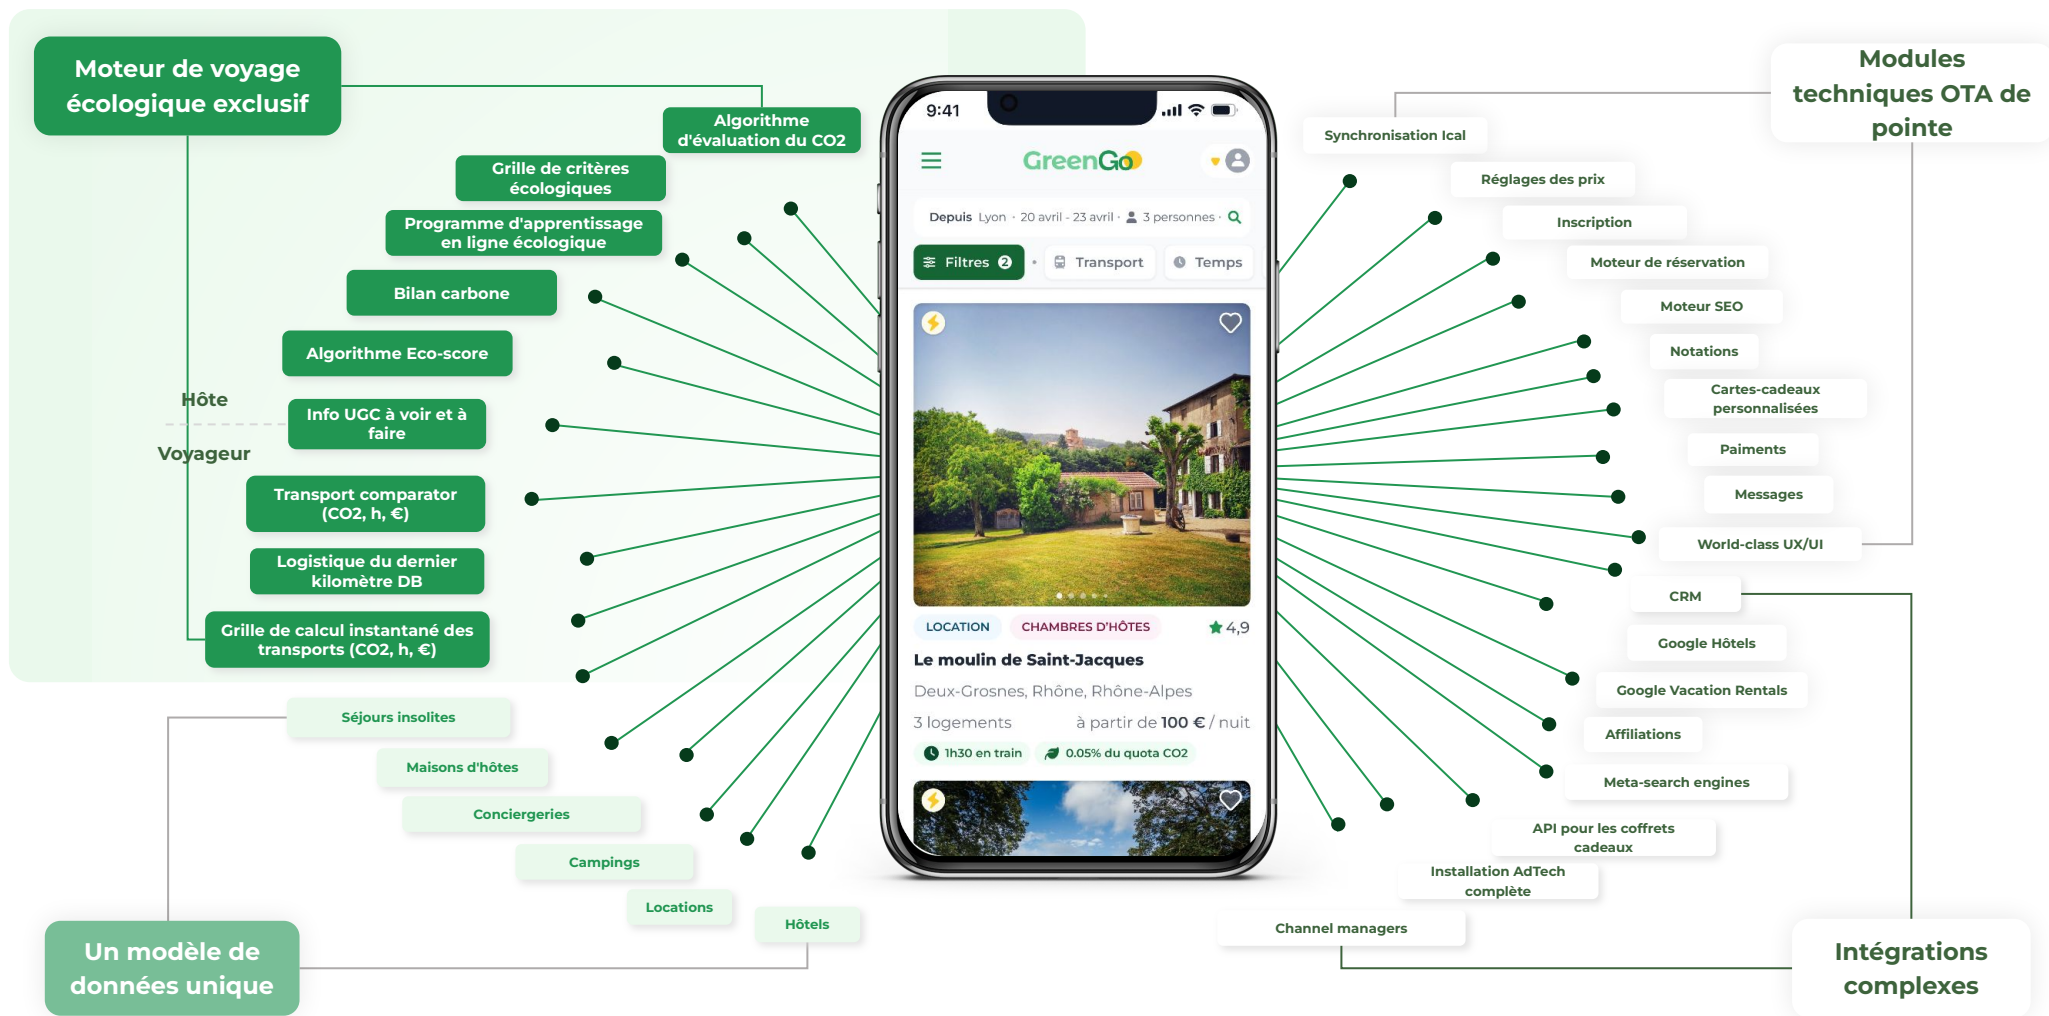 Moteur de voyage
écologique exclusif
Algorithme
d'évaluation du CO2
Grille de critères
écologiques
Programme d'apprentissage
en ligne écologique
Bilan carbone
Algorithme Eco-score
Hôte
Voyageur
Info UGC à voir et à
faire
Transport comparator
(CO2, h, €)
Logistique du dernier
kilomètre DB
Grille de calcul instantané des
transports (CO2, h, €)
Séjours insolites
Maisons d'hôtes
Conciergeries
Campings
Locations
Hôtels
Un modèle de
données unique
9:41
GreenGo
Depuis Lyon · 20 avril - 23 avril · 3 personnes ·
Filtres 2 · Transport Temps
LOCATION CHAMBRES D'HÔTES 4,9
Le moulin de Saint-Jacques
Deux-Grosnes, Rhône, Rhône-Alpes
3 logements à partir de 100 € / nuit
1h30 en train 0.05% du quota CO2
Modules
techniques OTA de
pointe
Synchronisation Ical
Réglages des prix
Inscription
Moteur de réservation
Moteur SEO
Notations
Cartes-cadeaux
personnalisées
Paiments
Messages
World-class UX/UI
CRM
Google Hôtels
Google Vacation Rentals
Affiliations
Meta-search engines
API pour les coffrets
cadeaux
Installation AdTech
complète
Channel managers
Intégrations
complexes